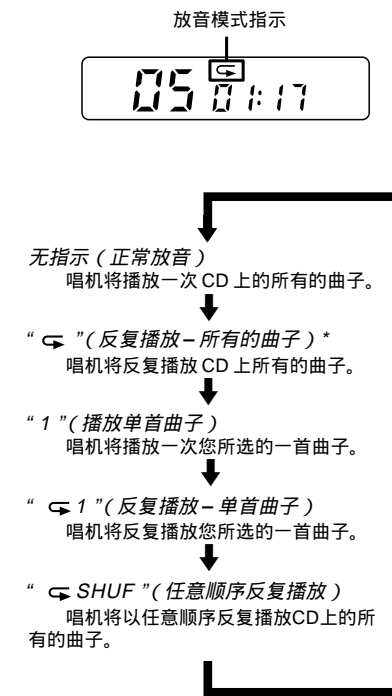 放音模式指示
05 01:17
无指示（正常放音）
唱机将播放一次 CD 上的所有的曲子。
“ ”（反复播放 – 所有的曲子）*
唱机将反复播放 CD 上所有的曲子。
“ 1 ”（播放单首曲子）
唱机将播放一次您所选的一首曲子。
“ 1 ”（反复播放 – 单首曲子）
唱机将反复播放您所选的一首曲子。
“ SHUF ”（任意顺序反复播放）
唱机将以任意顺序反复播放CD上的所
有的曲子。